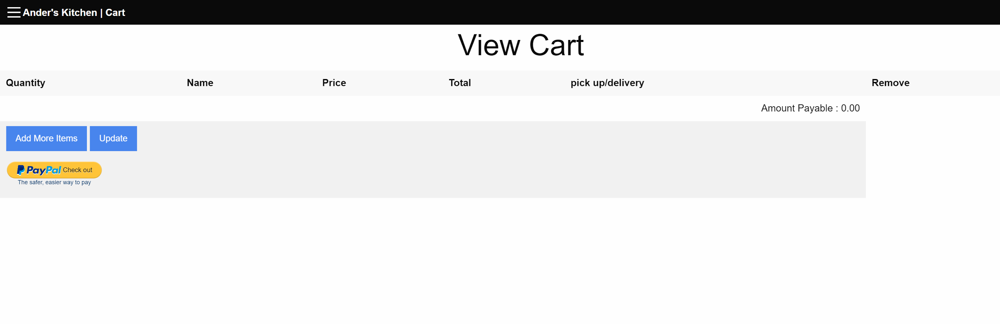 Ander's Kitchen | Cart
View Cart
Quantity Name Price Total pick up/delivery Remove
Amount Payable : 0.00
Add More Items Update
PayPal Check out
The safer, easier way to pay